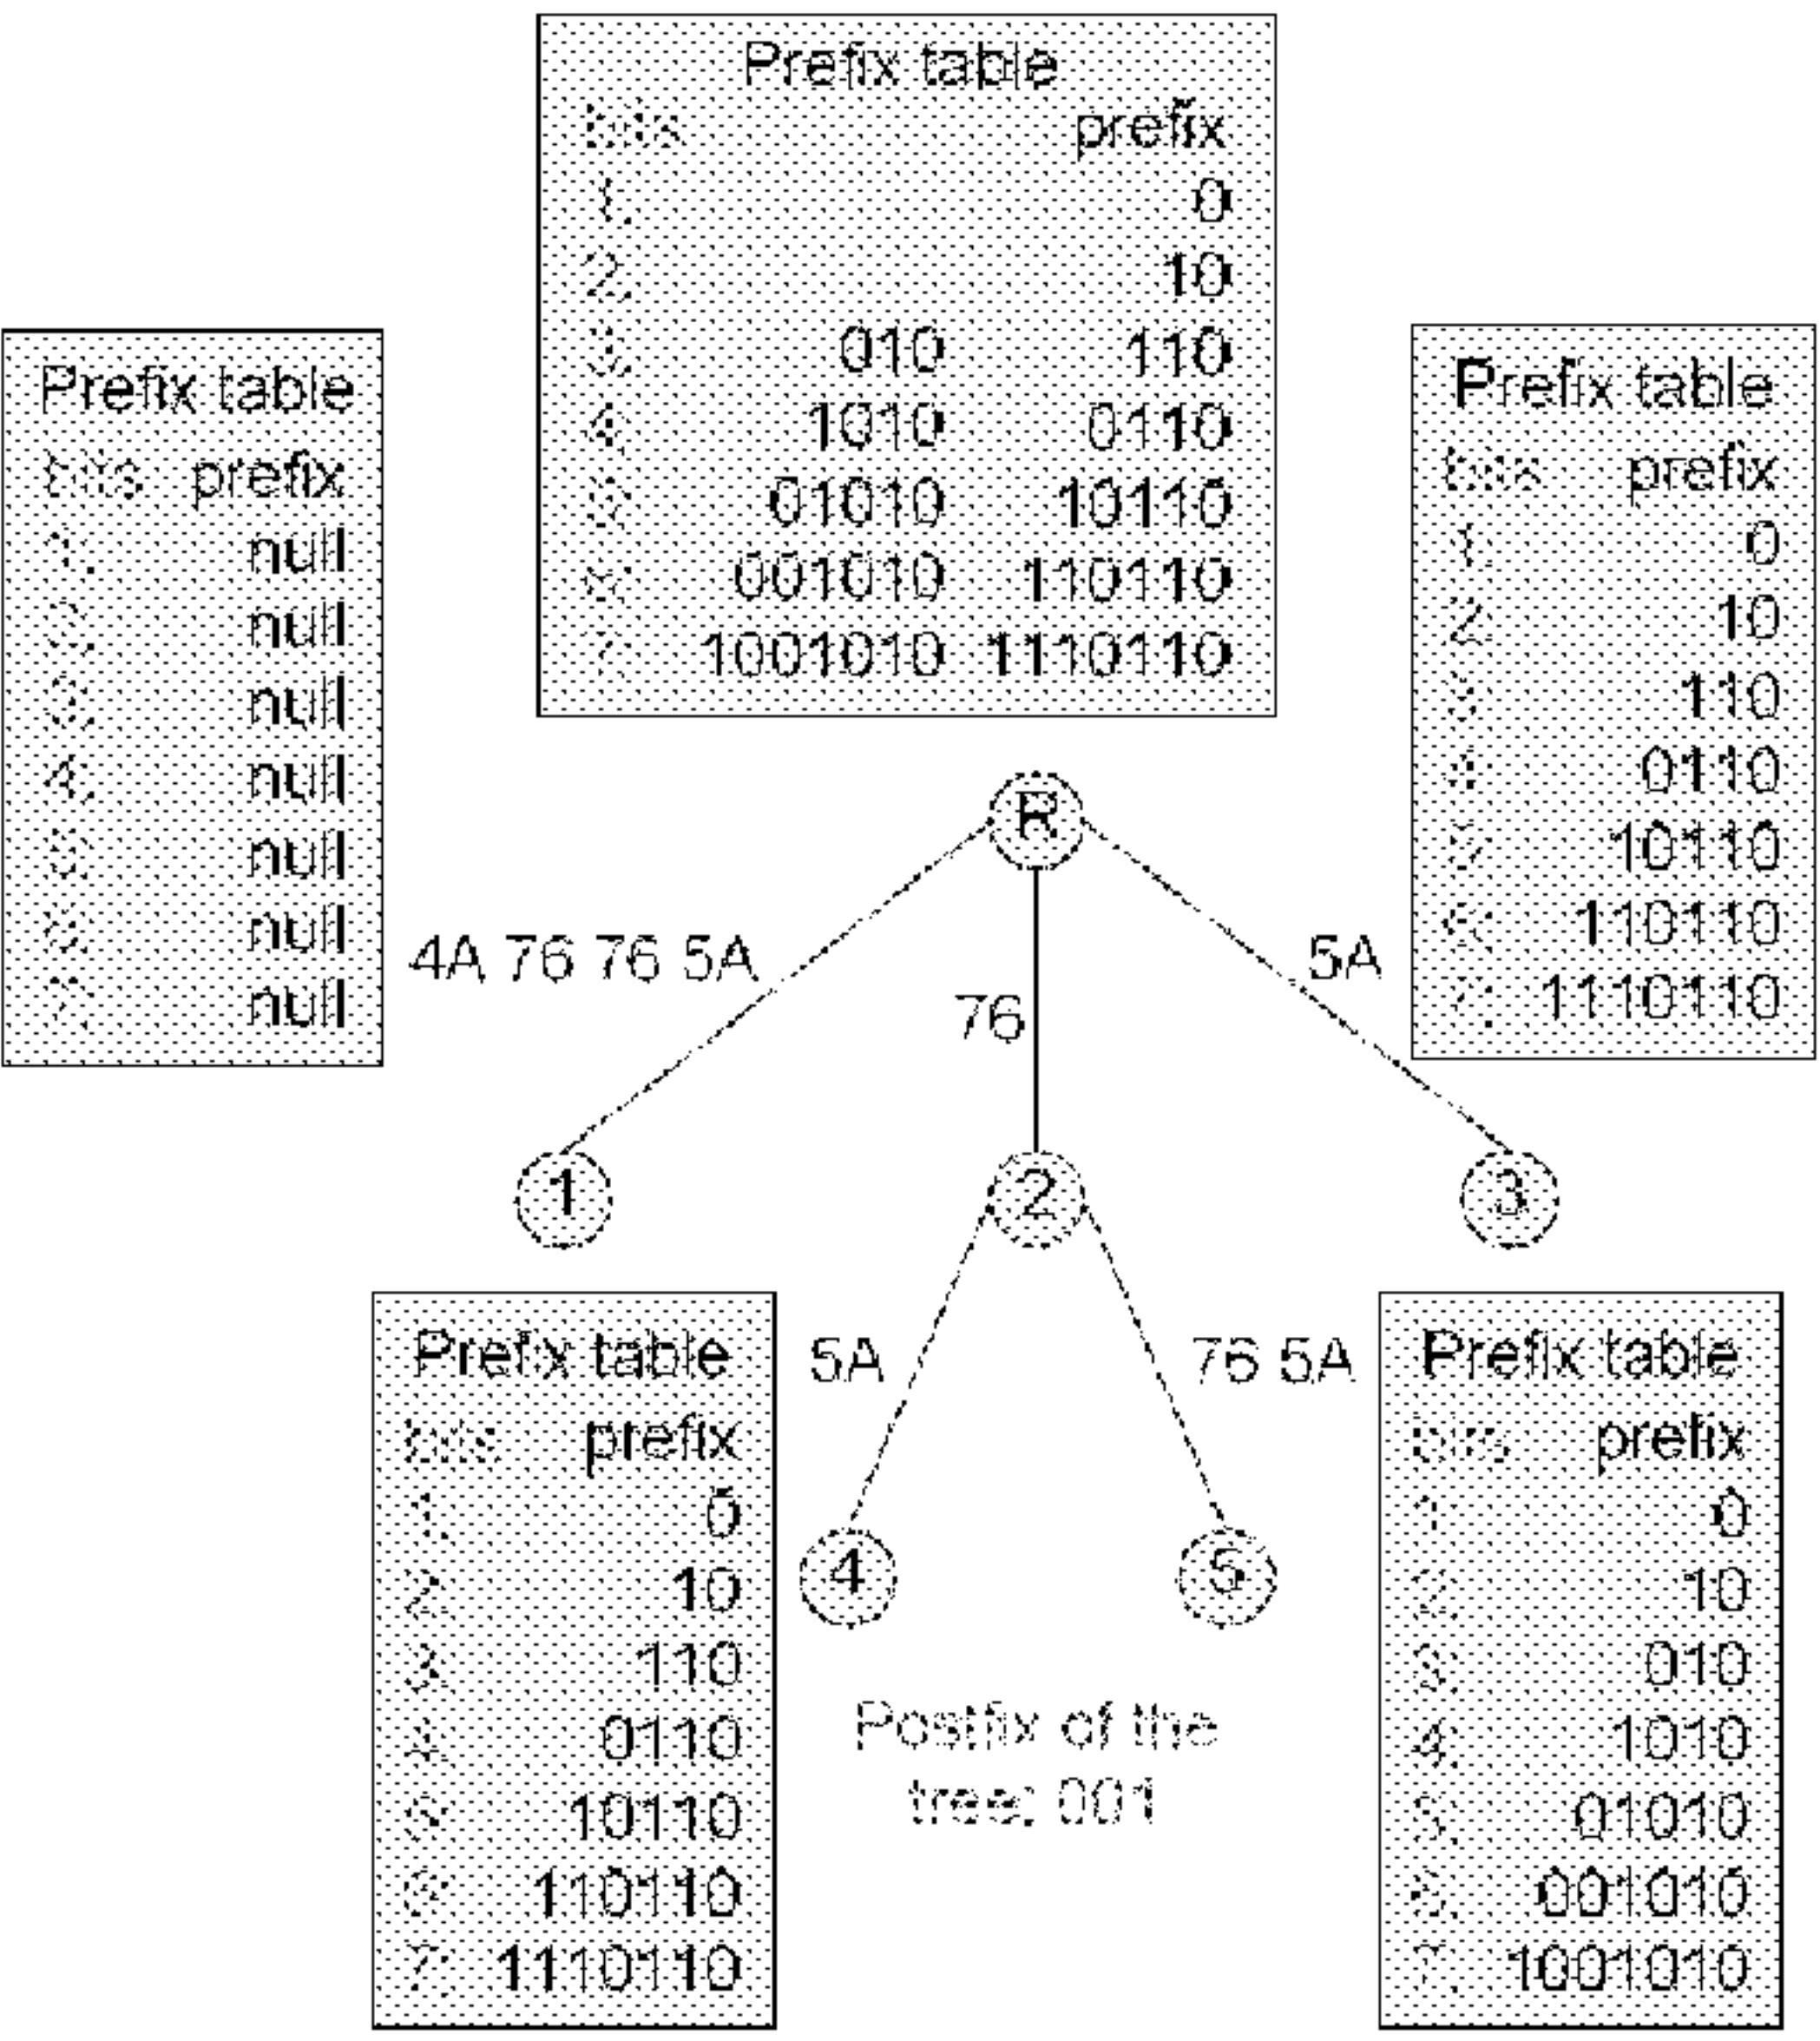 Prefix table
bits prefix
1. 0
2. 10
3. 010 110
4. 1010 0110
5. 01010 10110
6. 001010 110110
7. 1001010 1110110
Prefix table
bits prefix
1. null
2. null
3. null
4. null
5. null
6. null
7. null
Prefix table
bits prefix
1. 0
2. 10
3. 110
4. 0110
5. 10110
6. 110110
7. 1110110
R
4A 76 76 5A
76
5A
1
2
3
5A
76 5A
4
5
Prefix table
bits prefix
1. 0
2. 10
3. 110
4. 0110
5. 10110
6. 110110
7. 1110110
Postfix of the
tree: 001
Prefix table
bits prefix
1. 0
2. 10
3. 010
4. 1010
5. 01010
6. 001010
7. 1001010